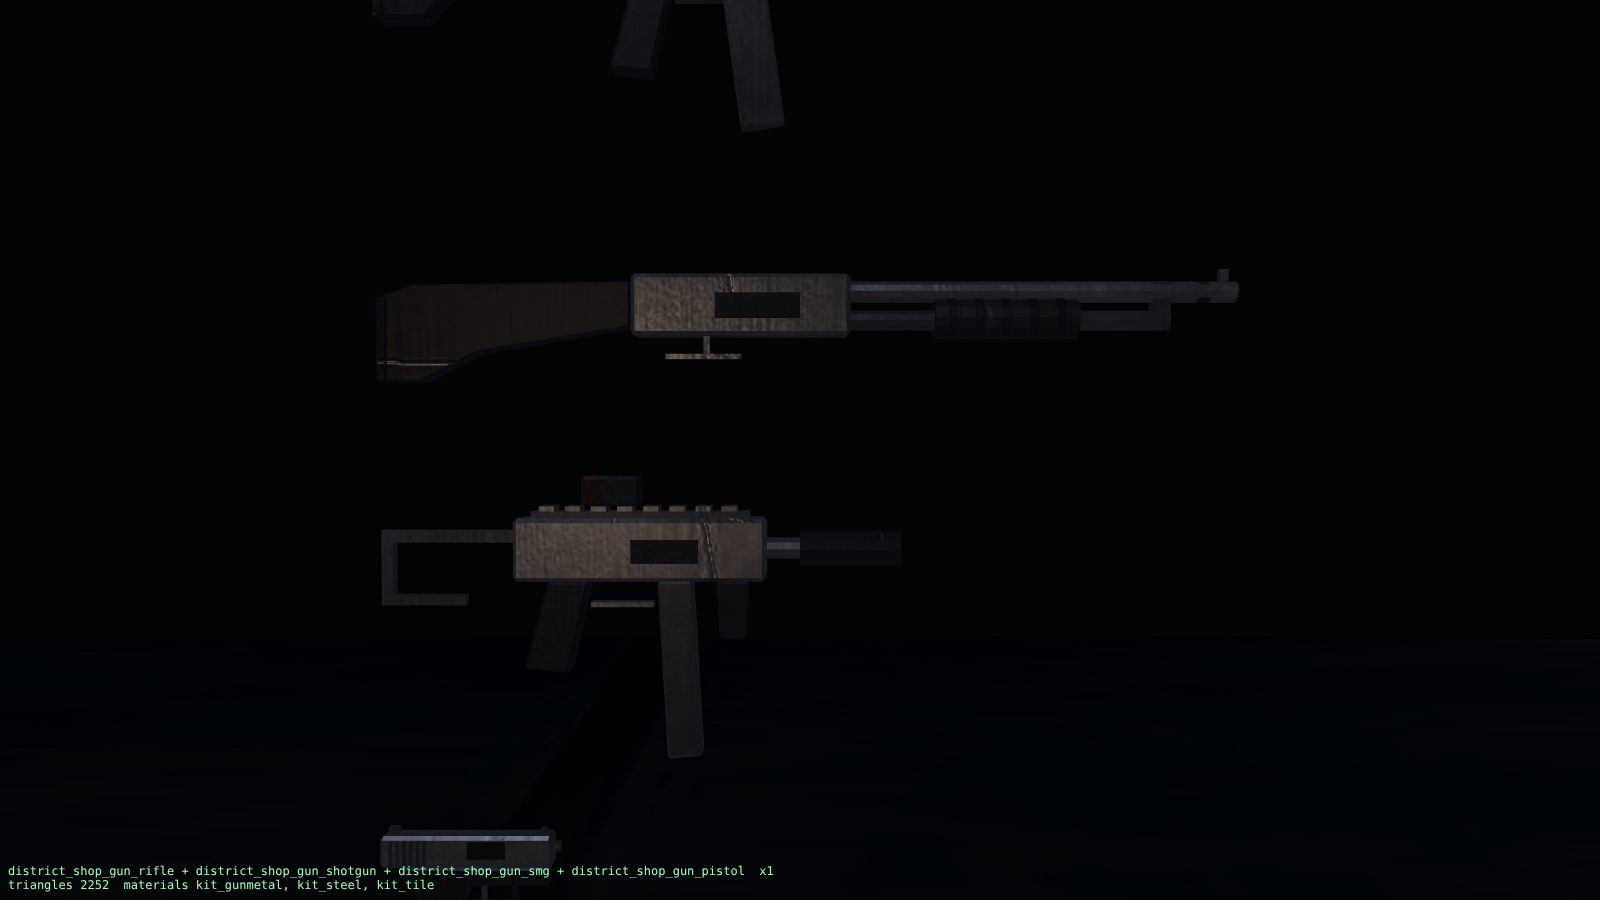 district_shop_gun_rifle + district_shop_gun_shotgun + district_shop_gun_smg + district_shop_gun_pistol  x1
triangles 2252  materials kit_gunmetal, kit_steel, kit_tile